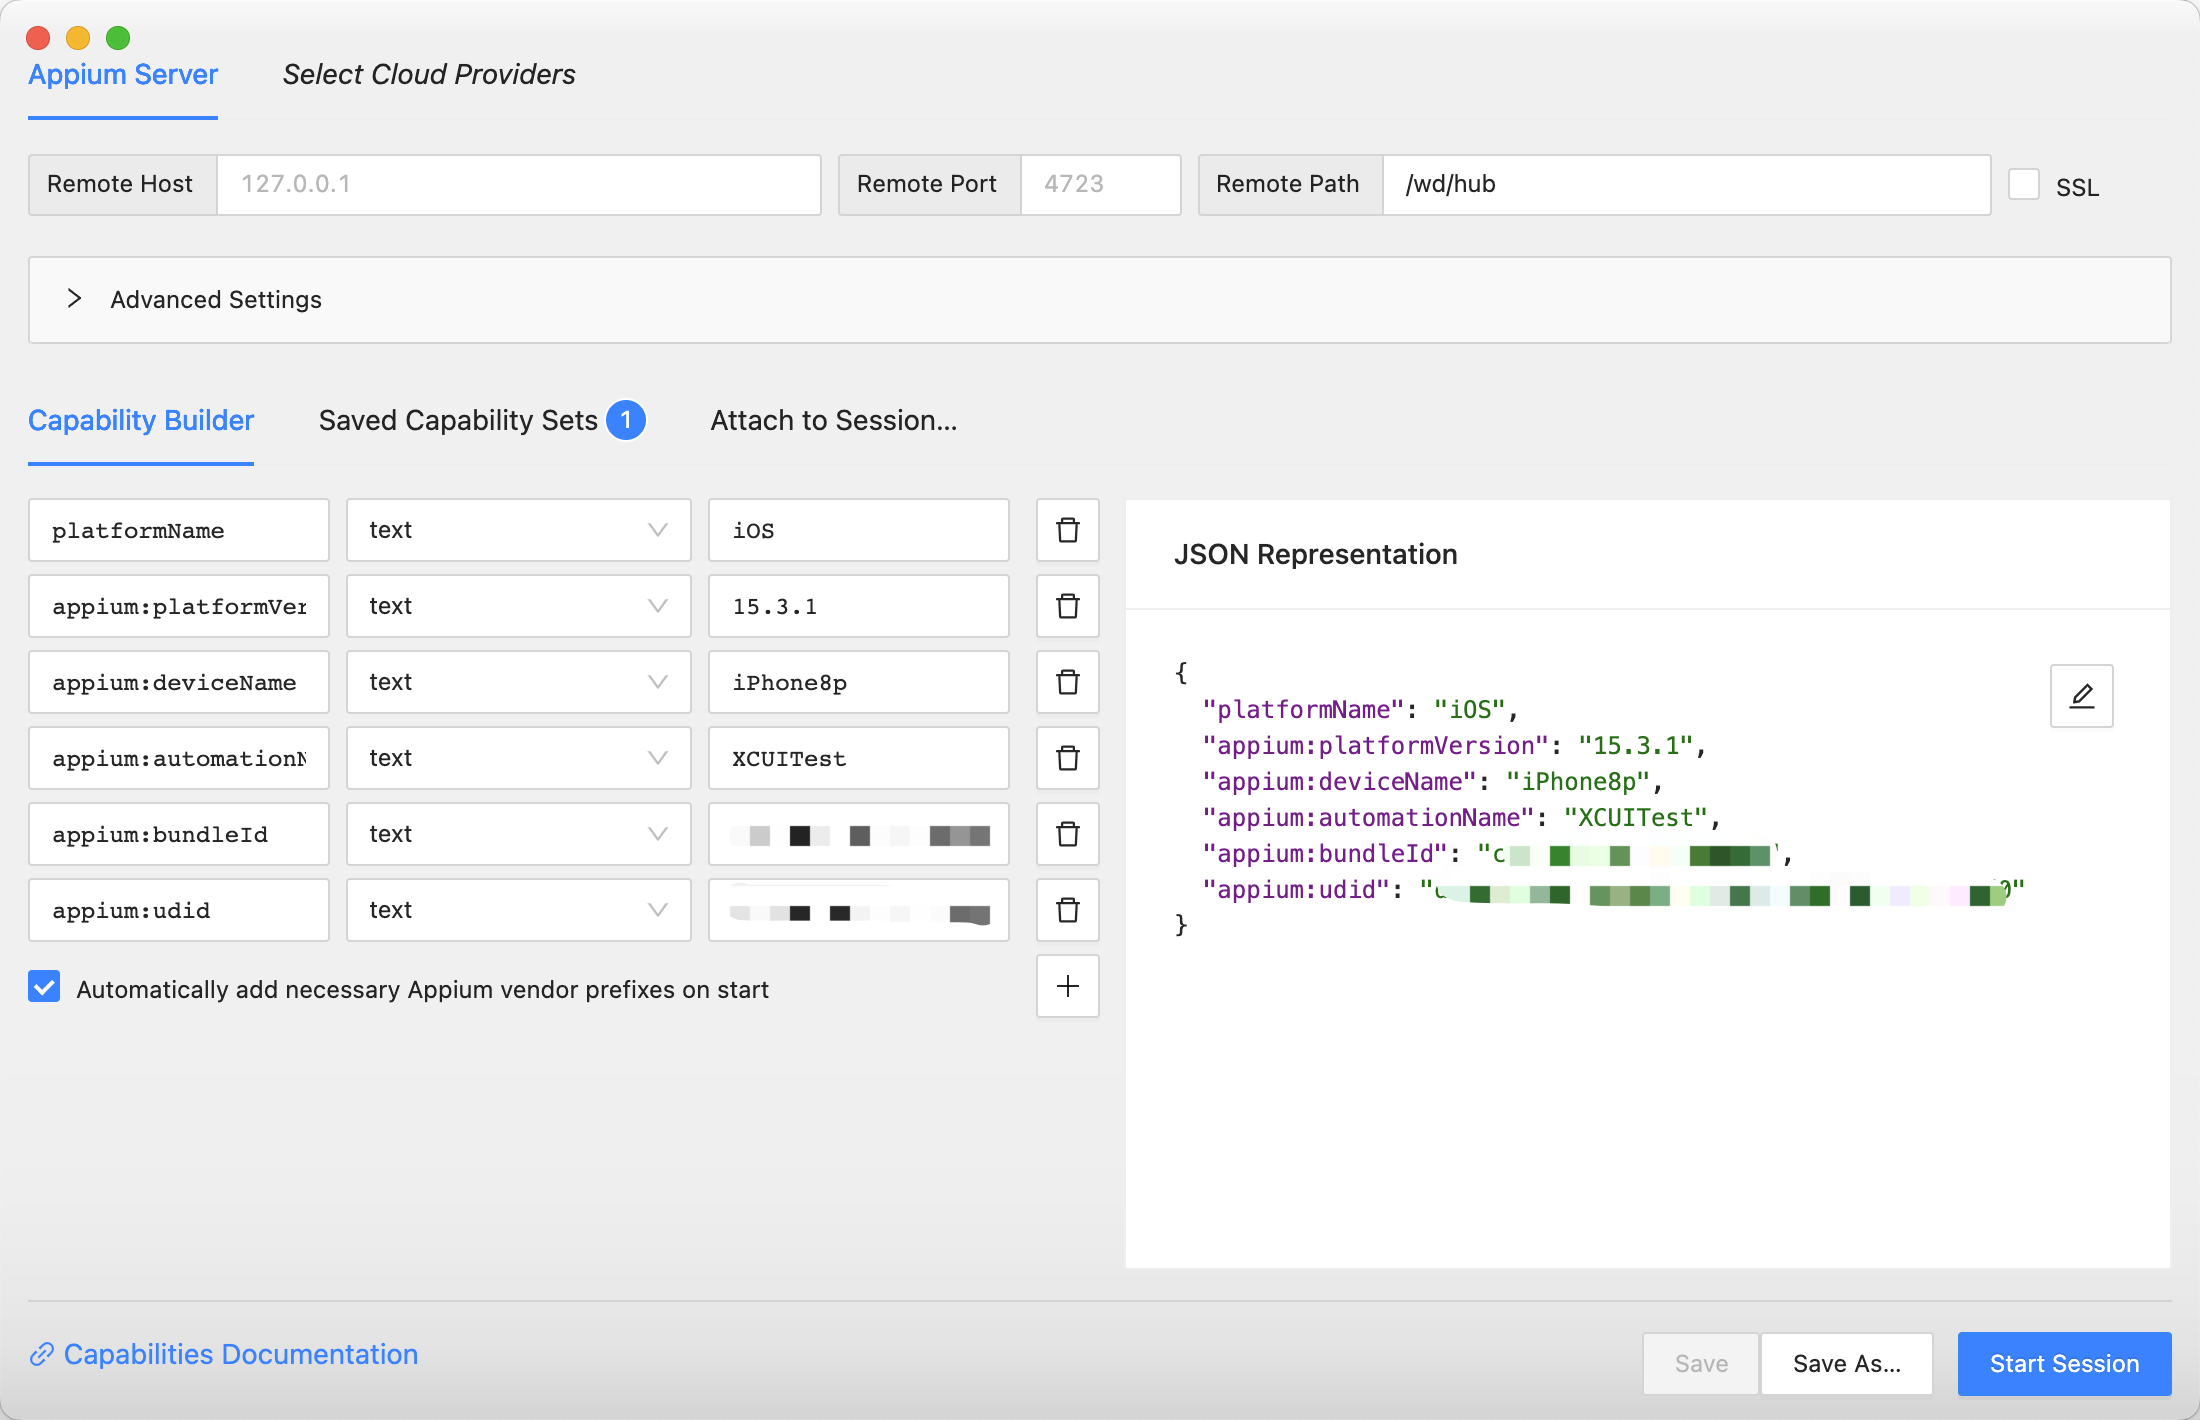 Appium Server Select Cloud Providers
Remote Host 127.0.0.1 Remote Port 4723 Remote Path /wd/hub SSL
Advanced Settings
Capability Builder Saved Capability Sets 1 Attach to Session...
platformName text iOS
appium:platformVer text 15.3.1
appium:deviceName text iPhone8p
appium:automationN text XCUITest
appium:bundleId text
appium:udid text
Automatically add necessary Appium vendor prefixes on start
JSON Representation
{
"platformName": "iOS",
"appium:platformVersion": "15.3.1",
"appium:deviceName": "iPhone8p",
"appium:automationName": "XCUITest",
"appium:bundleId": "c
"appium:udid": "
}
Capabilities Documentation
Save Save As... Start Session